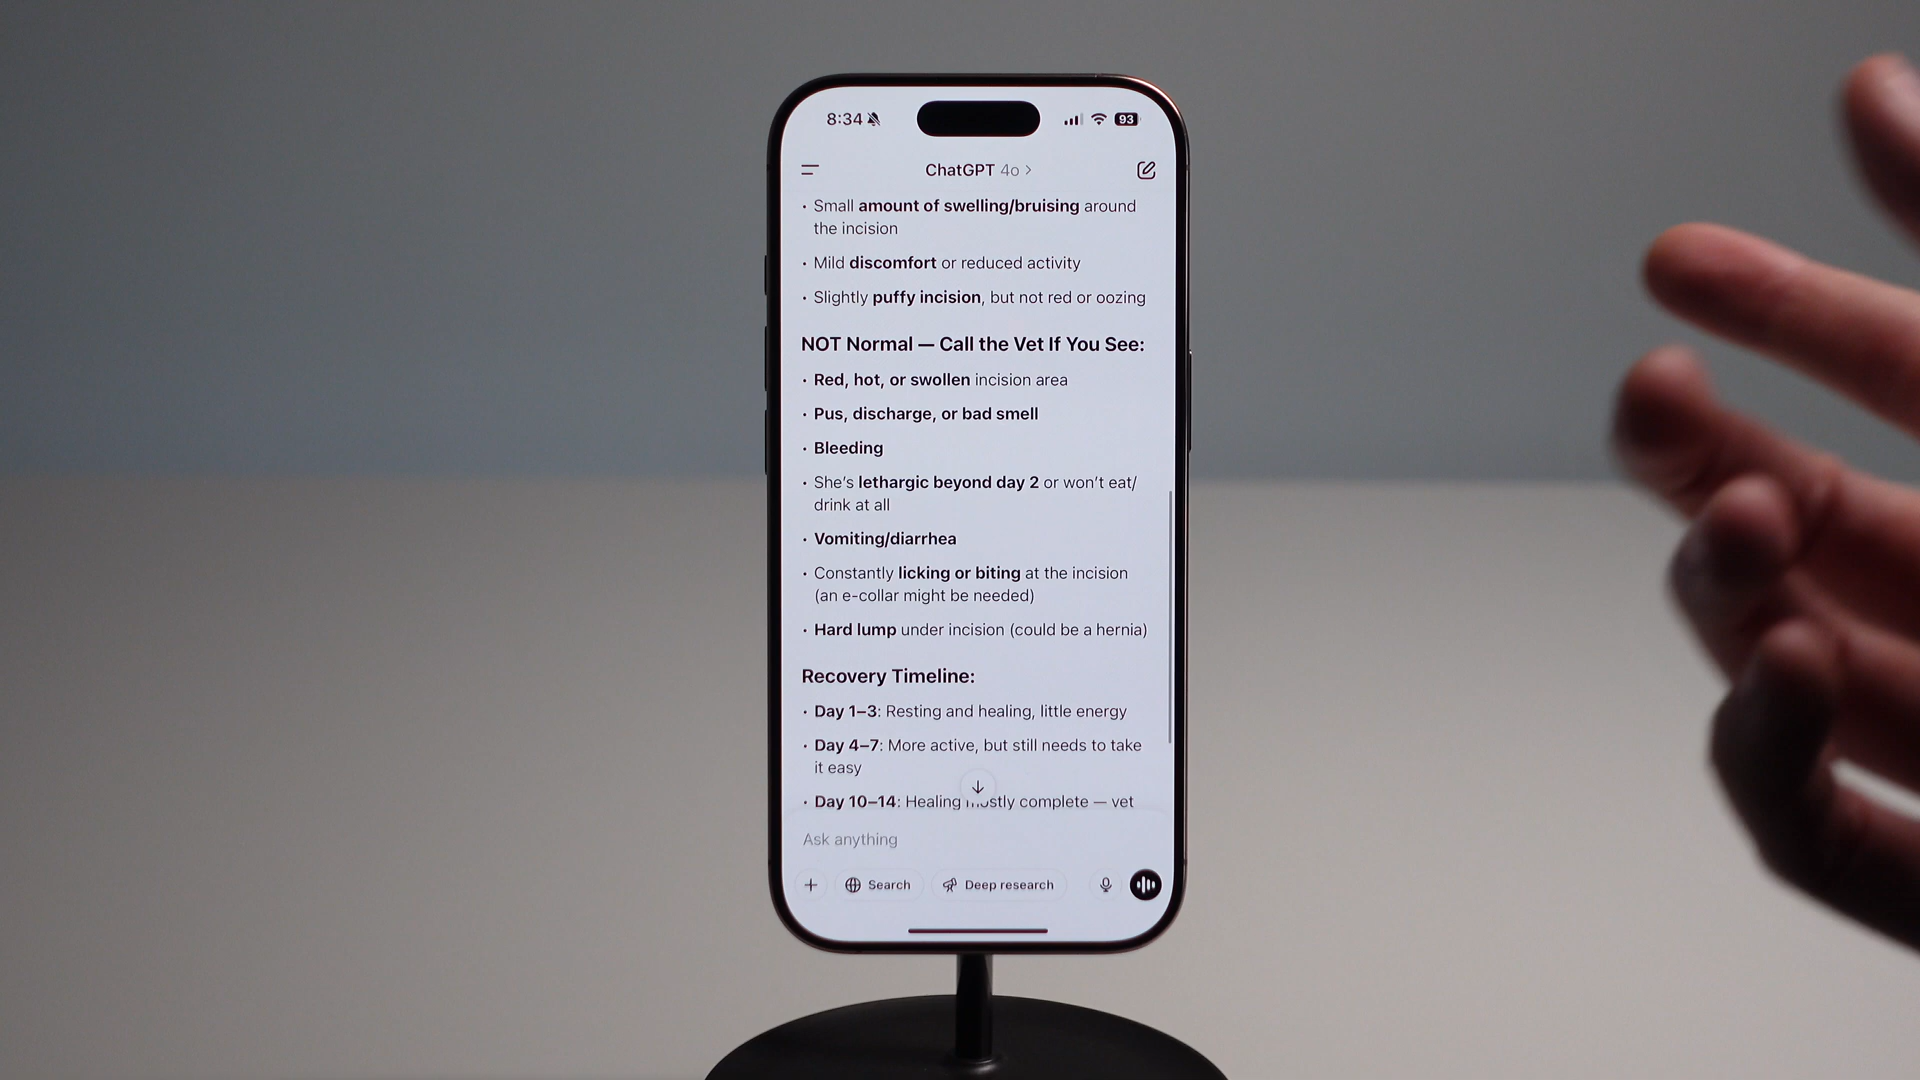 8:34 93
ChatGPT 4o >
• Small amount of swelling/bruising around
the incision
• Mild discomfort or reduced activity
• Slightly puffy incision, but not red or oozing
NOT Normal — Call the Vet If You See:
• Red, hot, or swollen incision area
• Pus, discharge, or bad smell
• Bleeding
• She’s lethargic beyond day 2 or won’t eat/
drink at all
• Vomiting/diarrhea
• Constantly licking or biting at the incision
(an e-collar might be needed)
• Hard lump under incision (could be a hernia)
Recovery Timeline:
• Day 1–3: Resting and healing, little energy
• Day 4–7: More active, but still needs to take
it easy
• Day 10–14: Healing mostly complete — vet
Ask anything
Search Deep research